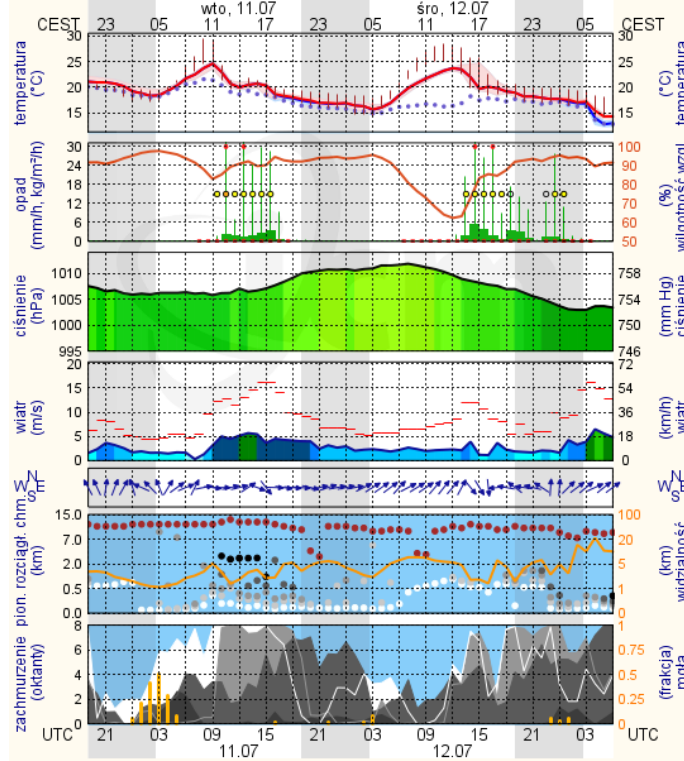 wto, 11.07 śro, 12.07
CEST 23 05 11 17 23 05 11 17 23 05 CEST
temperatura
(°C)
30
25
20
15
30
25
20
15
temperatura
(°C)
opad
(mm/h, kg/m²/h)
30
24
18
12
6
0
100
90
80
70
60
50
(%)
wilgotność wzgl.
ciśnienie
(hPa)
1010
1005
1000
995
758
754
750
746
(mm Hg)
ciśnienie
wiatr
(m/s)
20
15
10
5
0
72
54
36
18
0
(km/h)
wiatr
W N E S
W N E S
pion. rozciągł. chm.
(km)
15.0
7.0
2.0
0.5
0.0
100
20
5
1
0
(km)
widzialność
zachmurzenie
(oktanty)
8
6
4
2
0
1
0.75
0.5
0.25
0
(frakcja)
mgła
UTC 21 03 09 15 21 03 09 15 21 03 UTC
11.07 12.07